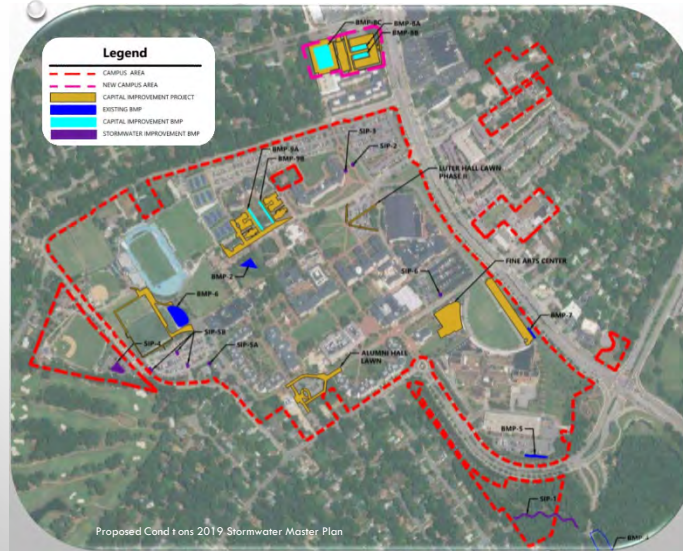 Legend
CAMPUS AREA
NEW CAMPUS AREA
CAPITAL IMPROVEMENT PROJECT
EXISTING BMP
CAPITAL IMPROVEMENT BMP
STORMWATER IMPROVEMENT BMP
BMP-8C
BMP-8A
BMP-8B
SIP-3
SIP-2
BMP-9A
BMP-9B
LUTER HALL LAWN
PHASE II
BMP-2
SIP-6
FINE ARTS CENTER
BMP-6
BMP-7
SIP-4
SIP-5B
SIP-5A
ALUMNI HALL
LAWN
BMP-5
SIP-1
Proposed Cond t ons 2019 Stormwater Master Plan